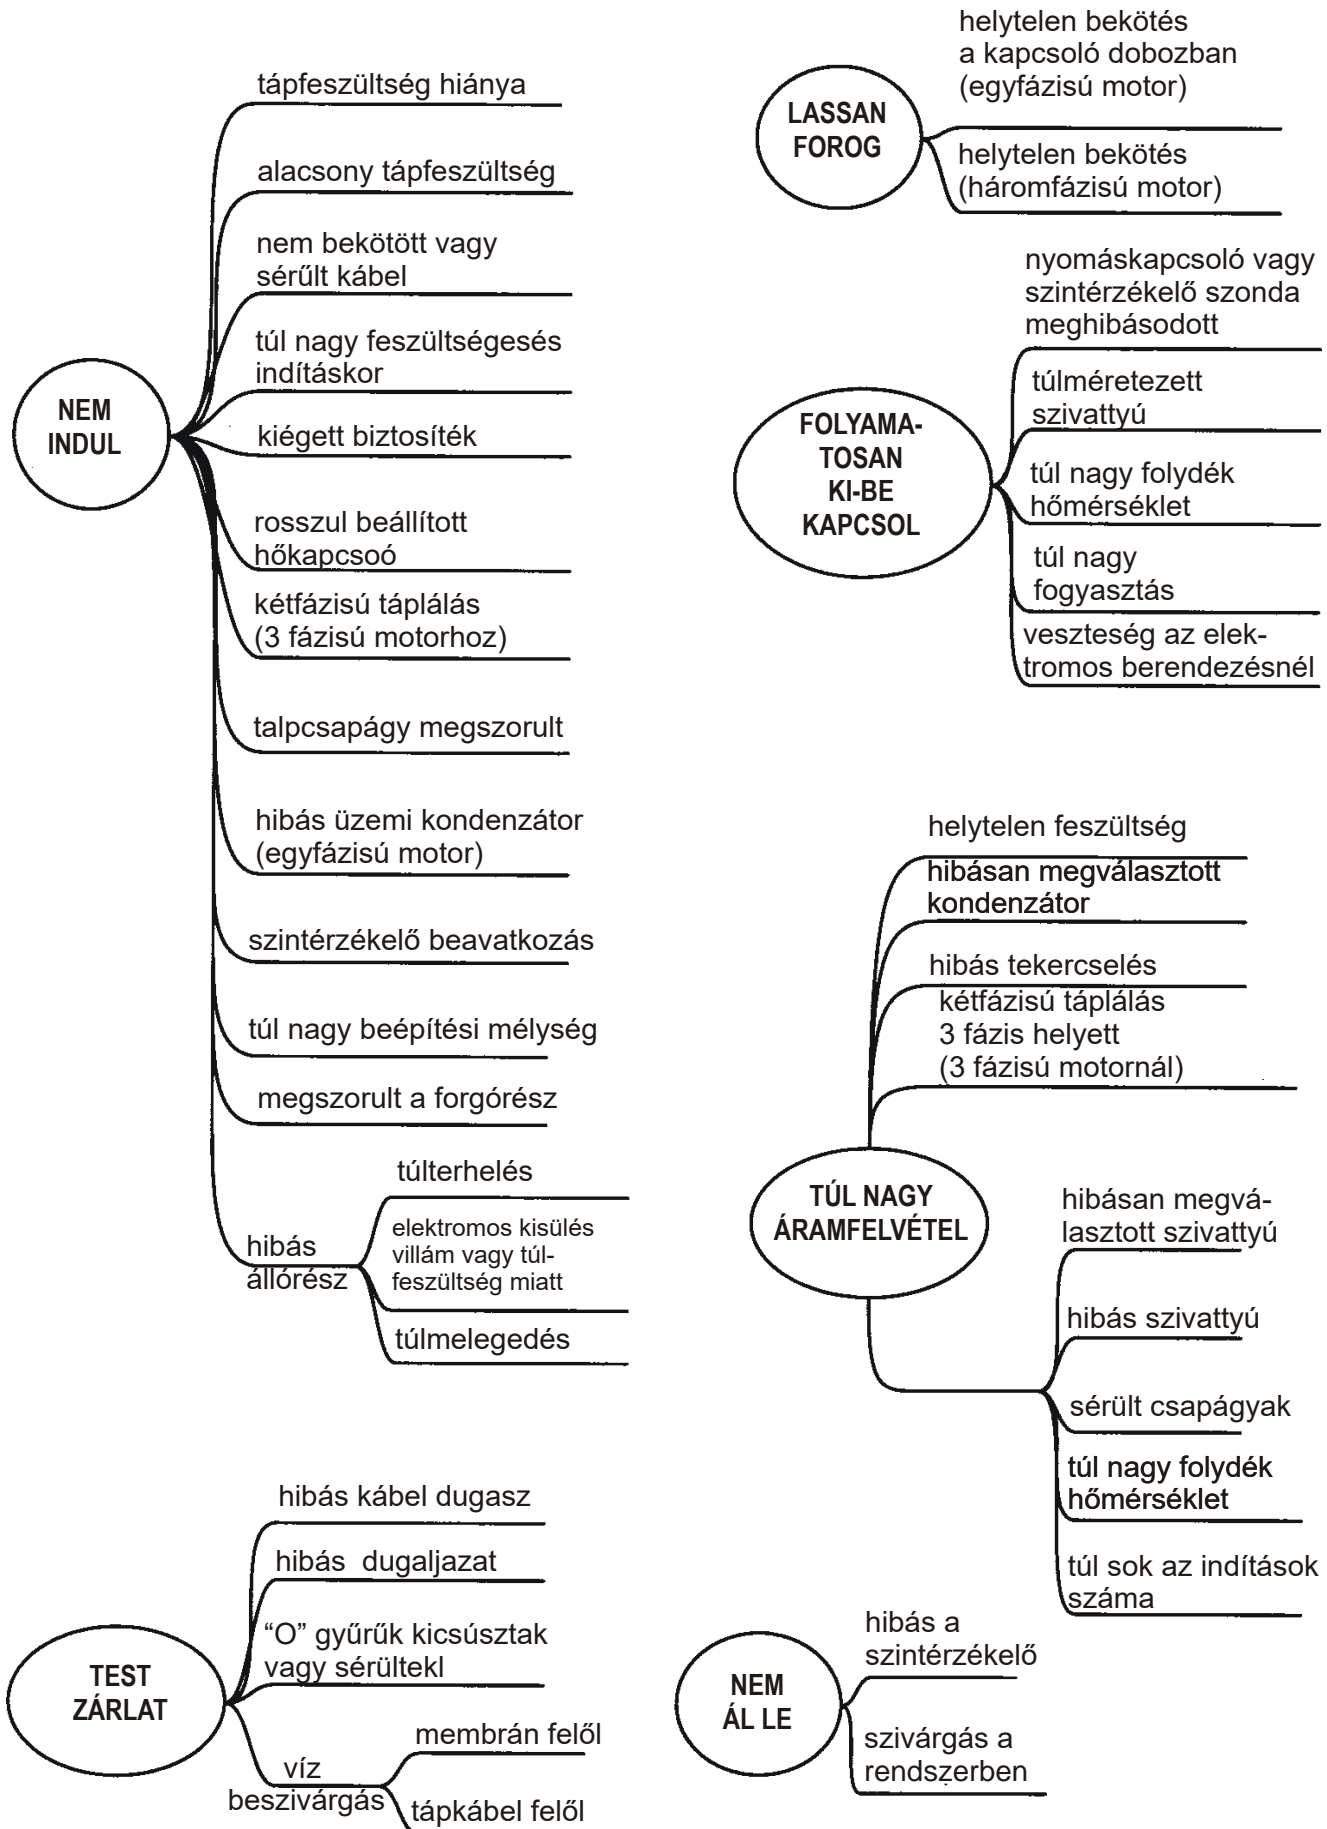 NEM
INDUL
tápfeszültség hiánya
alacsony tápfeszültség
nem bekötött vagy
sérűlt kábel
túl nagy feszültségesés
indításkor
kiégett biztosíték
rosszul beállított
hőkapcsoó
kétfázisú táplálás
(3 fázisú motorhoz)
talpcsapágy megszorult
hibás üzemi kondenzátor
(egyfázisú motor)
szintérzékelő beavatkozás
túl nagy beépítési mélység
megszorult a forgórész
hibás
állórész
túlterhelés
elektromos kisülés
villám vagy túl-
feszültség miatt
túlmelegedés
LASSAN
FOROG
helytelen bekötés
a kapcsoló dobozban
(egyfázisú motor)
helytelen bekötés
(háromfázisú motor)
FOLYAMA-
TOSAN
KI-BE
KAPCSOL
nyomáskapcsoló vagy
szintérzékelő szonda
meghibásodott
túlméretezett
szivattyú
túl nagy folydék
hőmérséklet
túl nagy
fogyasztás
veszteség az elek-
tromos berendezésnél
TÚL NAGY
ÁRAMFELVÉTEL
helytelen feszültség
hibásan megválasztott
kondenzátor
hibás tekercselés
kétfázisú táplálás
3 fázis helyett
(3 fázisú motornál)
hibásan megvá-
lasztott szivattyú
hibás szivattyú
sérült csapágyak
túl nagy folydék
hőmérséklet
túl sok az indítások
száma
TEST
ZÁRLAT
hibás kábel dugasz
hibás dugaljazat
“O” gyűrűk kicsúsztak
vagy sérültekl
víz
beszivárgás
membrán felől
tápkábel felől
NEM
ÁL LE
hibás a
szintérzékelő
szivárgás a
rendszerben